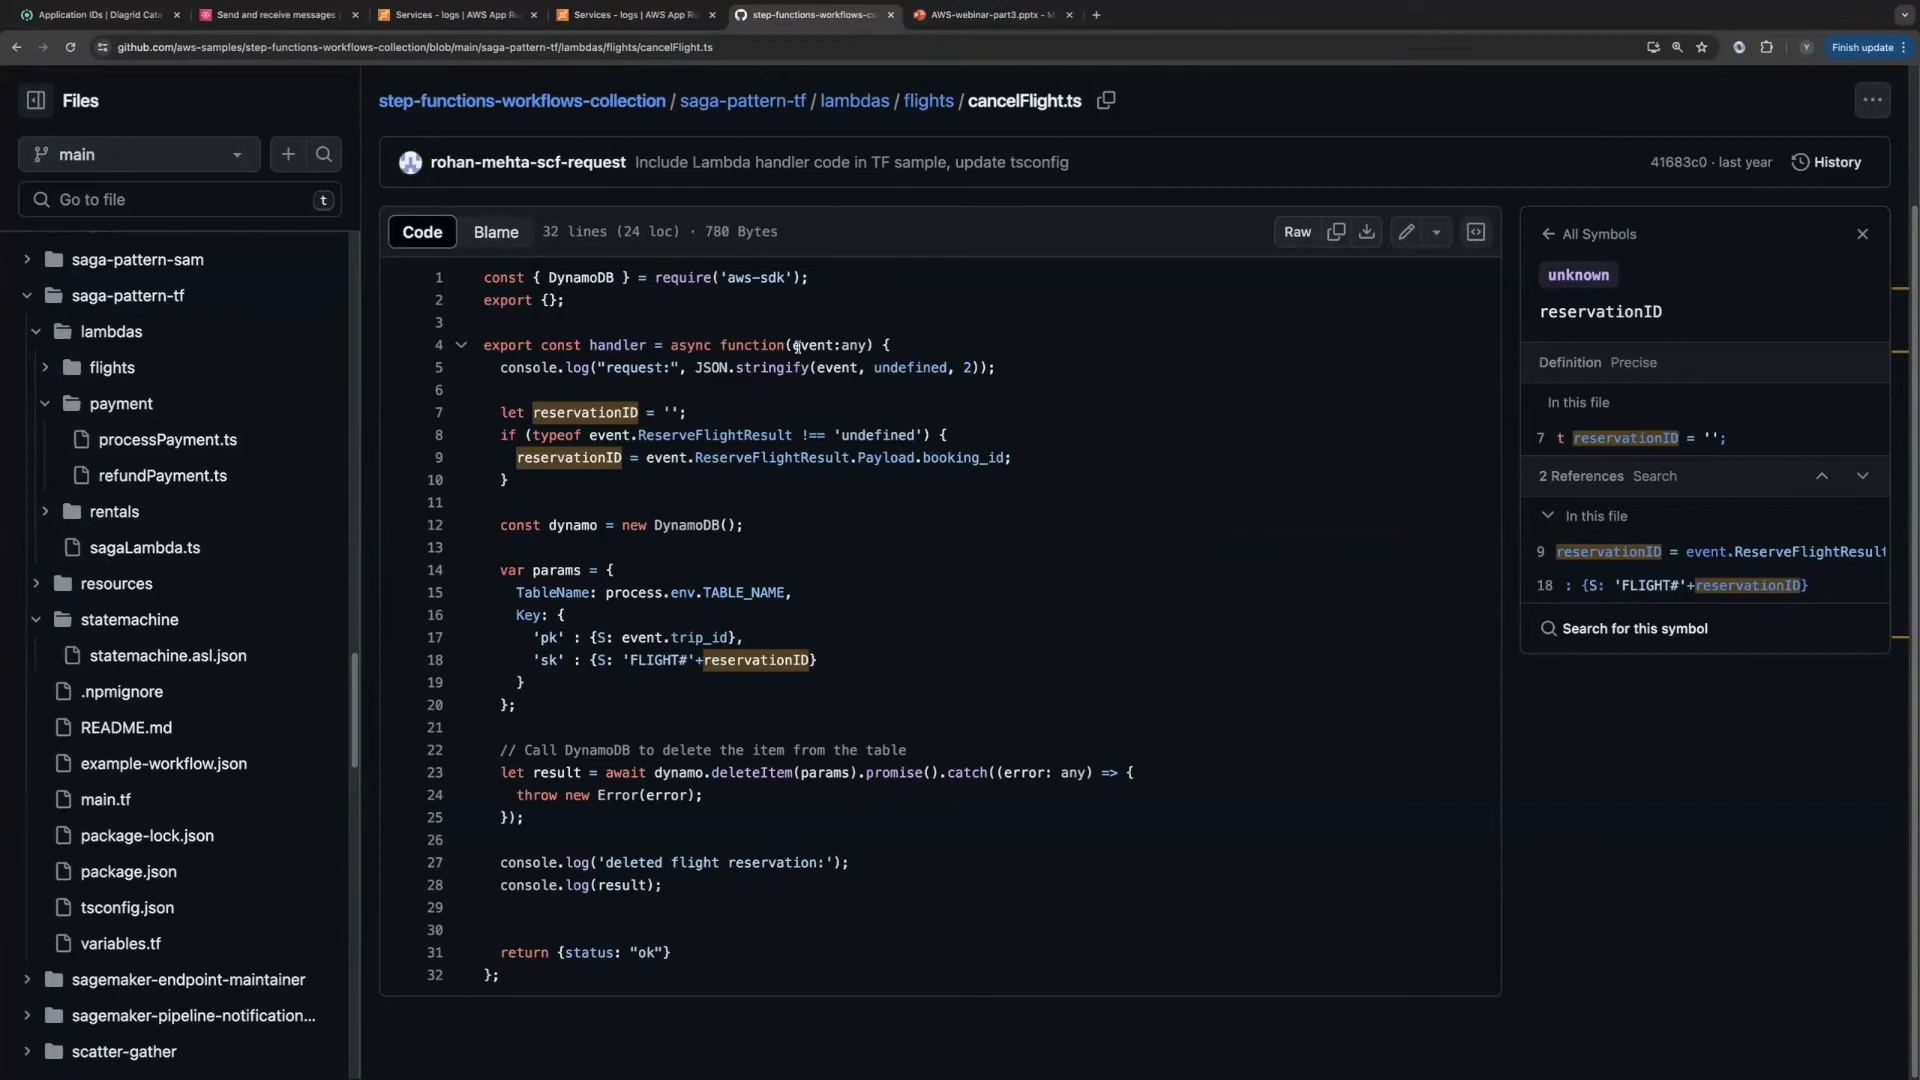 Application IDs | Diagrid Cata
Send and receive messages
Services - logs | AWS App Ru
Services - logs | AWS App Ru
step-functions-workflows-co
AWS-webinar-part3.pptx - M
github.com/aws-samples/step-functions-workflows-collection/blob/main/saga-pattern-tf/lambdas/flights/cancelFlight.ts
Y
Finish update
Files
main
Go to file
t
saga-pattern-sam
saga-pattern-tf
lambdas
flights
payment
processPayment.ts
refundPayment.ts
rentals
sagaLambda.ts
resources
statemachine
statemachine.asl.json
.npmignore
README.md
example-workflow.json
main.tf
package-lock.json
package.json
tsconfig.json
variables.tf
sagemaker-endpoint-maintainer
sagemaker-pipeline-notification...
scatter-gather
step-functions-workflows-collection / saga-pattern-tf / lambdas / flights / cancelFlight.ts
rohan-mehta-scf-request Include Lambda handler code in TF sample, update tsconfig
41683c0 · last year History
Code Blame 32 lines (24 loc) · 780 Bytes
Raw
1 const { DynamoDB } = require('aws-sdk');
2 export {};
3
4 export const handler = async function(event:any) {
5 console.log("request:", JSON.stringify(event, undefined, 2));
6
7 let reservationID = '';
8 if (typeof event.ReserveFlightResult !== 'undefined') {
9 reservationID = event.ReserveFlightResult.Payload.booking_id;
10 }
11
12 const dynamo = new DynamoDB();
13
14 var params = {
15 TableName: process.env.TABLE_NAME,
16 Key: {
17 'pk' : {S: event.trip_id},
18 'sk' : {S: 'FLIGHT#'+reservationID}
19 }
20 };
21
22 // Call DynamoDB to delete the item from the table
23 let result = await dynamo.deleteItem(params).promise().catch((error: any) => {
24 throw new Error(error);
25 });
26
27 console.log('deleted flight reservation:');
28 console.log(result);
29
30
31 return {status: "ok"}
32 };
All Symbols
unknown
reservationID
Definition Precise
In this file
7 t reservationID = '';
2 References Search
In this file
9 reservationID = event.ReserveFlightResult
18 : {S: 'FLIGHT#'+reservationID}
Search for this symbol